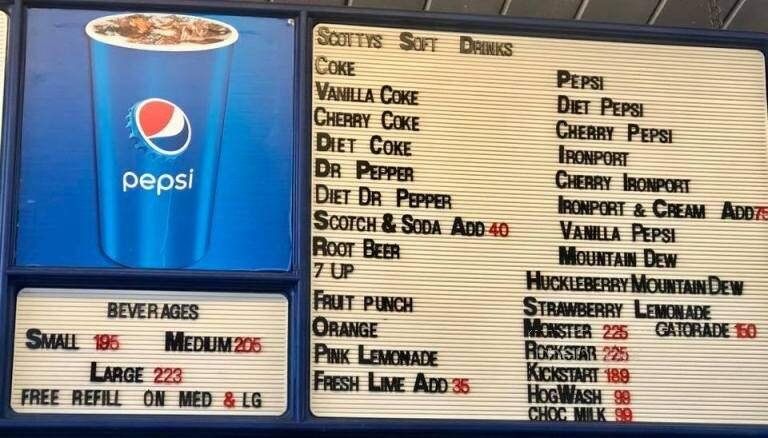 pepsi
BEVERAGES
SMALL 195 MEDIUM 205
LARGE 223
FREE REFILL ON MED & LG
SCOTTYS SOFT DRINKS
COKE
VANILLA COKE
CHERRY COKE
DIET COKE
DR PEPPER
DIET DR PEPPER
SCOTCH & SODA ADD 40
ROOT BEER
7 UP
FRUIT PUNCH
ORANGE
PINK LEMONADE
FRESH LIME ADD 35
PEPSI
DIET PEPSI
CHERRY PEPSI
IRONPORT
CHERRY IRONPORT
IRONPORT & CREAM ADD 75
VANILLA PEPSI
MOUNTAIN DEW
HUCKLEBERRY MOUNTAIN DEW
STRAWBERRY LEMONADE
MONSTER 225 GATORADE 150
ROCKSTAR 225
KICKSTART 189
HOGWASH 99
CHOC MILK 99